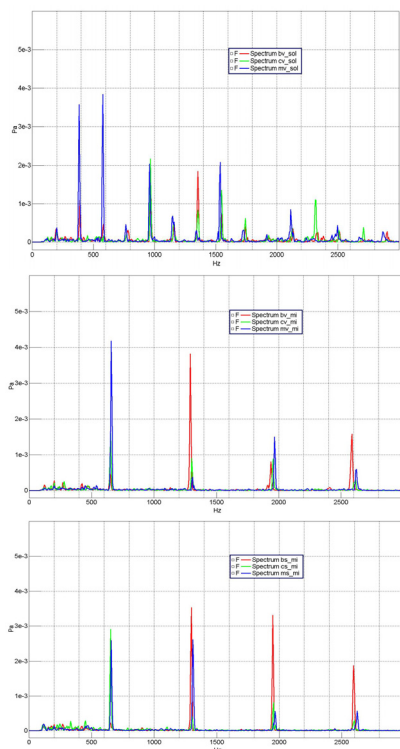 5e-3
□ F Spectrum bv_sol
□ F Spectrum cv_sol
□ F Spectrum mv_sol
4e-3
3e-3
Pa
2e-3
1e-3
0
0 500 1000 1500 2000 2500
Hz
5e-3
□ F Spectrum bv_mi
□ F Spectrum cv_mi
□ F Spectrum mv_mi
4e-3
3e-3
Pa
2e-3
1e-3
0
0 500 1000 1500 2000 2500
Hz
5e-3
□ F Spectrum bs_mi
□ F Spectrum cs_mi
□ F Spectrum ms_mi
4e-3
3e-3
Pa
2e-3
1e-3
0
0 500 1000 1500 2000 2500
Hz